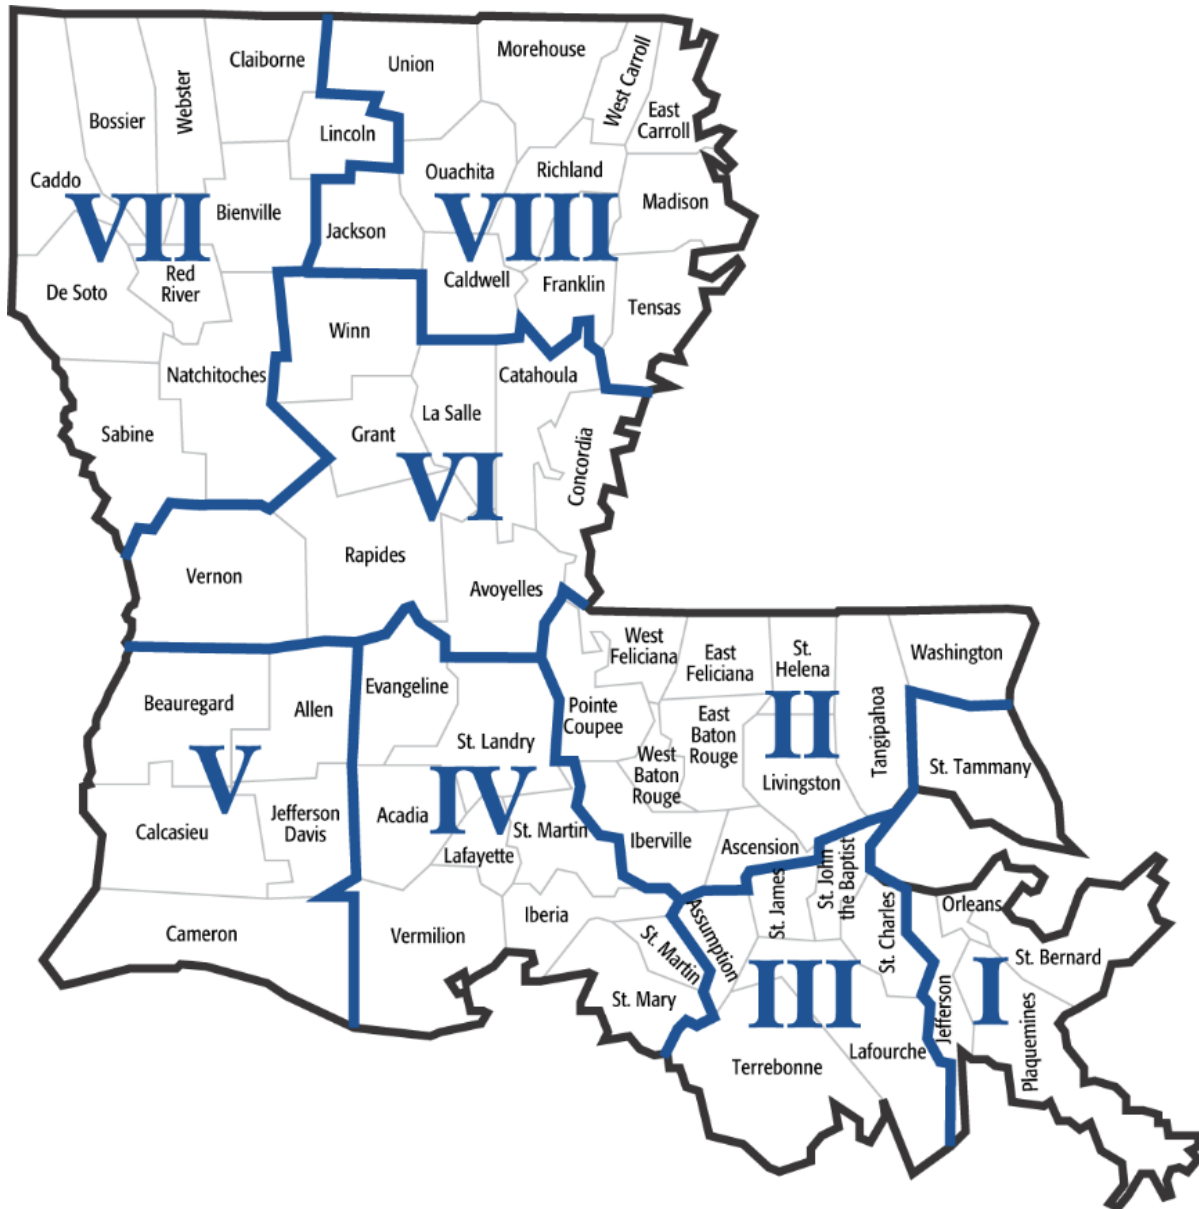 Claiborne
Union
Morehouse
West Carroll
Webster
Bossier
East
Carroll
Lincoln
Caddo
Ouachita
Richland
Madison
VII
Bienville
VIII
Jackson
Red
River
De Soto
Caldwell
Franklin
Tensas
Winn
Natchitoches
Catahoula
La Salle
Sabine
Grant
Concordia
VI
Rapides
Vernon
Avoyelles
West
Feliciana
East
Feliciana
St.
Helena
Washington
Evangeline
Beauregard
Allen
Pointe
Coupee
East
Baton
Rouge
II
Tangipahoa
St. Landry
V
West
Baton
Rouge
Livingston
St. Tammany
Calcasieu
Jefferson
Davis
Acadia
IV
St. Martin
Lafayette
Iberville
Ascension
St. James
St. John
the Baptist
St. Charles
Orleans
Iberia
Assumption
Cameron
Vermilion
St. Martin
St. Bernard
St. Mary
III
I
Jefferson
Plaquemines
Lafourche
Terrebonne